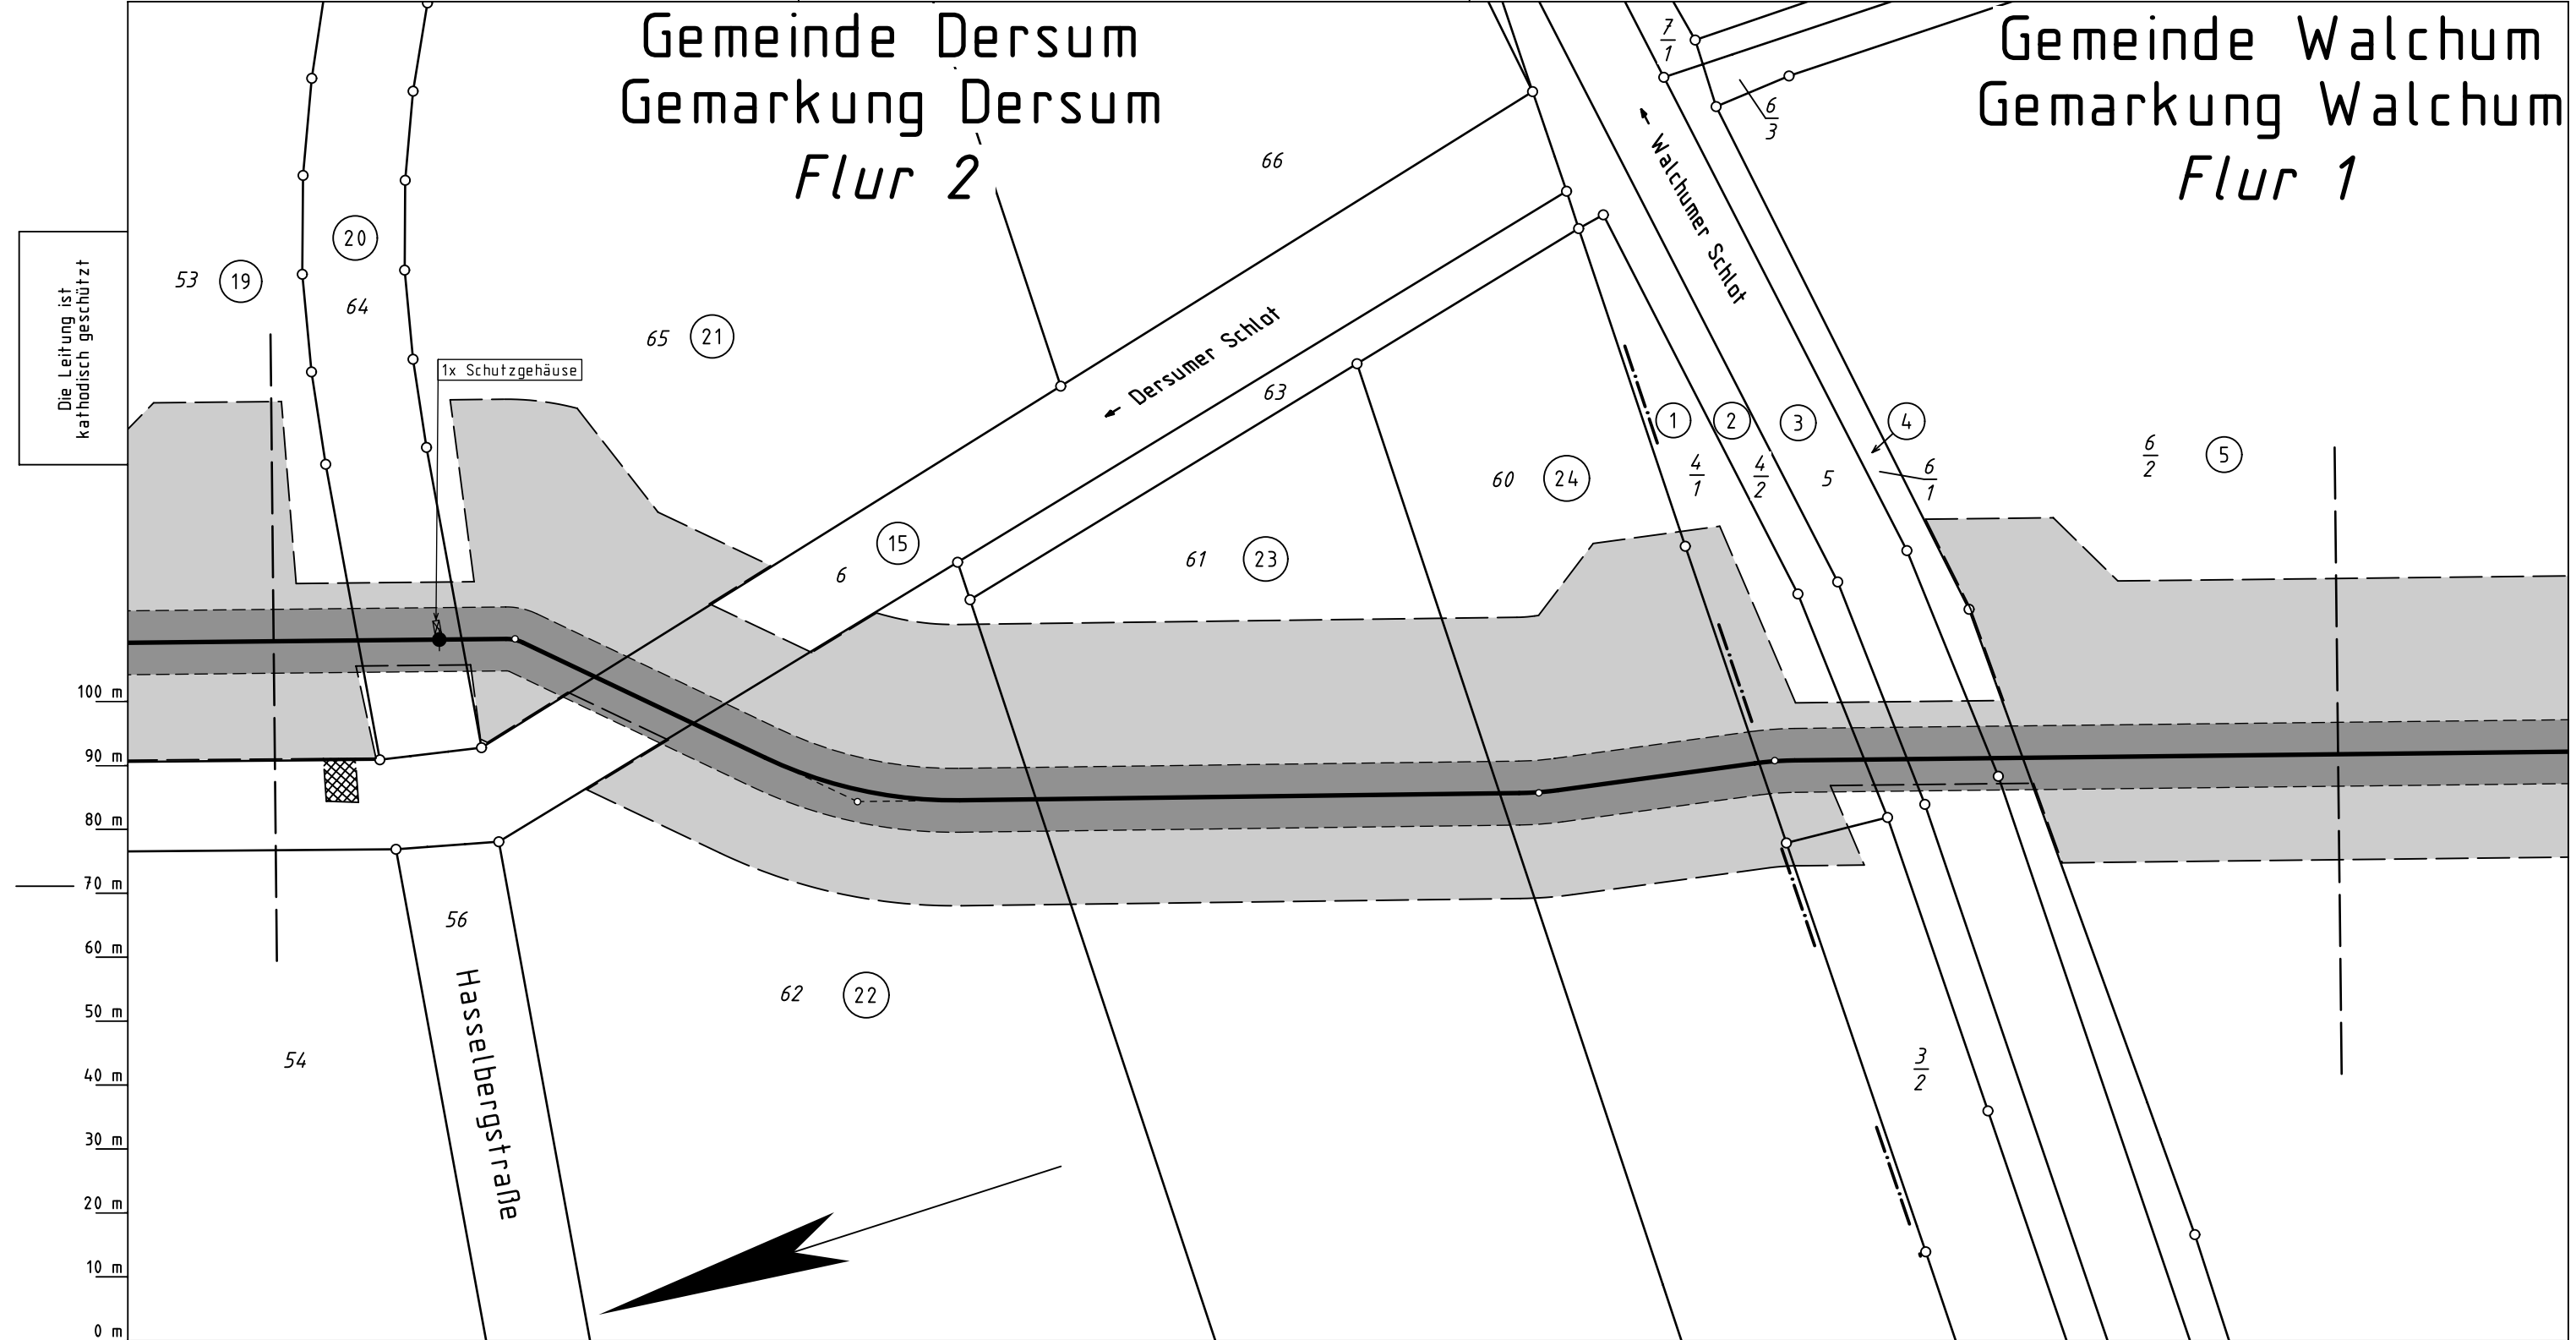 Gemeinde Dersum
Gemarkung Dersum
Flur 2
Gemeinde Walchum
Gemarkung Walchum
Flur 1
7/1
6/3
Walchumer Schlot
66
20
53 19
64
65 21
Die Leitung ist
kathodisch geschützt
1x Schutzgehäuse
Dersumer Schlot
63
1
2
3
4
6/2 5
60 24
4/1
4/2
5
6/1
15
6
61 23
100 m
90 m
80 m
70 m
60 m
50 m
40 m
30 m
20 m
10 m
0 m
56
Hasselbergstraße
62 22
54
3/2